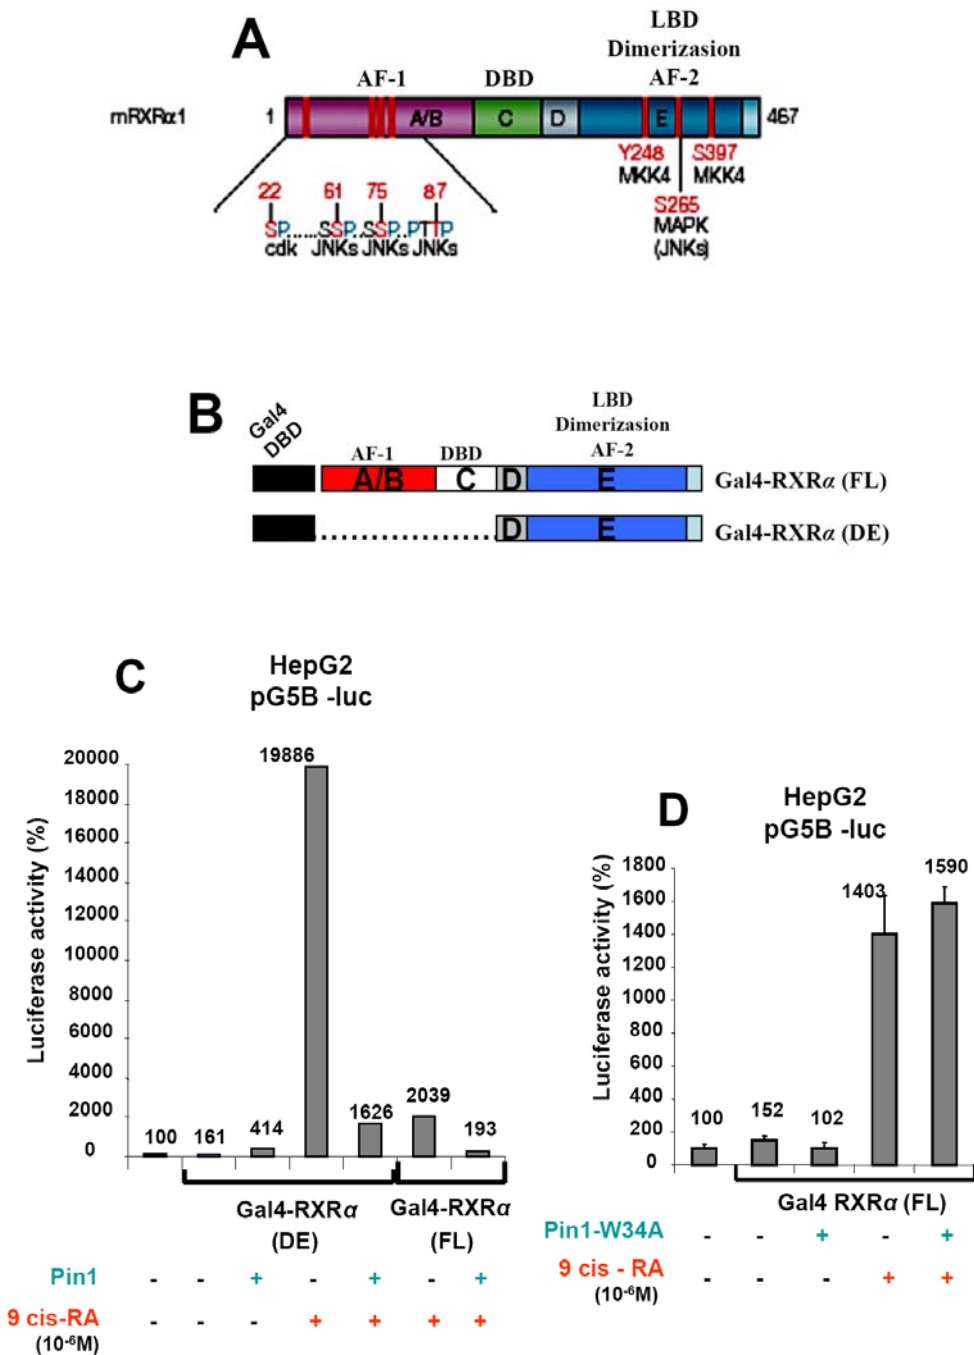 A
LBD
Dimerizasion
AF-1 DBD AF-2
mRXRα1 1 A/B C D E 467
Y248 S397
MKK4 MKK4
22 61 75 87
S265
SP......SSP..SSP..PTTP
MAPK
cdk JNKs JNKs JNKs
(JNKs)
B
Gal4
DBD
LBD
Dimerizasion
AF-1 DBD AF-2
A/B C D E Gal4-RXRα (FL)
D E Gal4-RXRα (DE)
C
HepG2
pG5B -luc
Luciferase activity (%)
20000
18000
16000
14000
12000
10000
8000
6000
4000
2000
0
100 161 414 19886 1626 2039 193
Gal4-RXRα Gal4-RXRα
(DE) (FL)
Pin1 - - + - + - +
9 cis-RA - - - + + + +
(10-6M)
D
HepG2
pG5B -luc
Luciferase activity (%)
1800
1600
1400
1200
1000
800
600
400
200
0
100 152 102 1403 1590
Gal4 RXRα (FL)
Pin1-W34A - - + - +
9 cis - RA - - - + +
(10-6M)